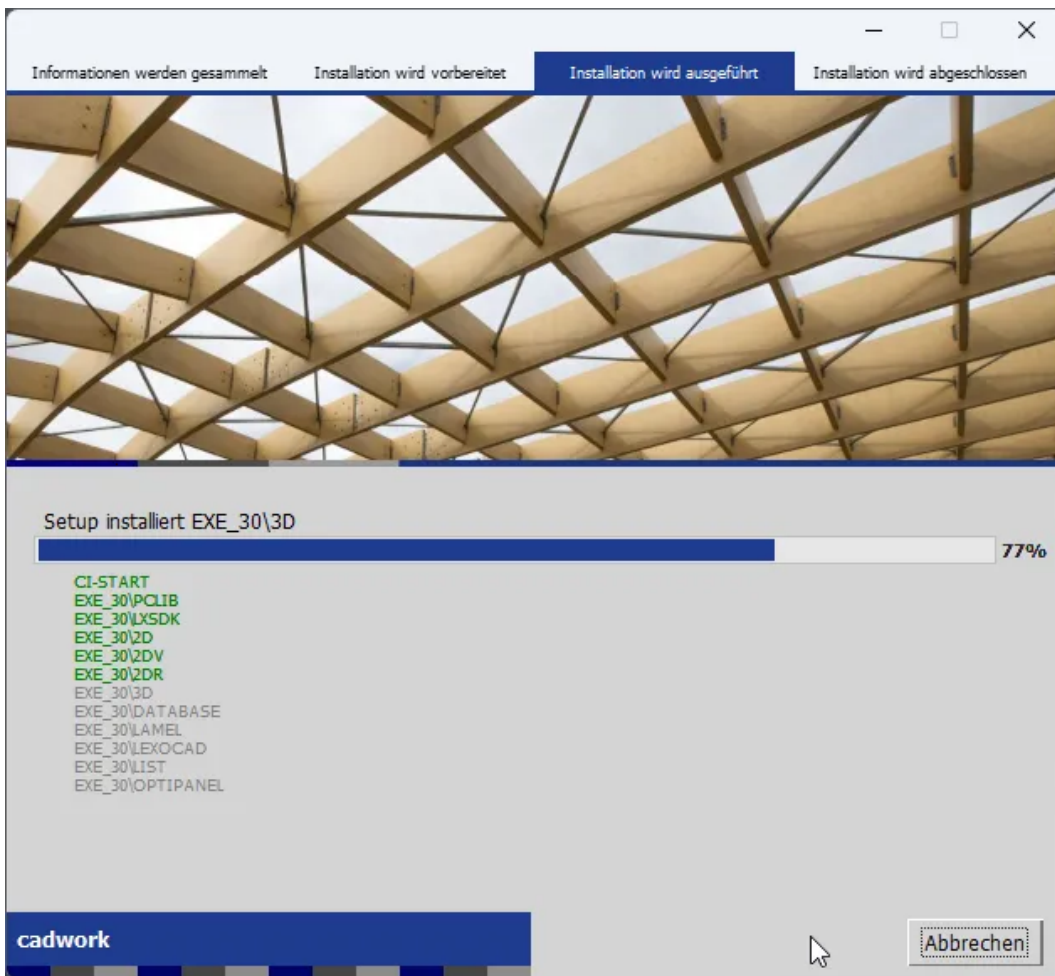 Informationen werden gesammelt Installation wird vorbereitet Installation wird ausgeführt Installation wird abgeschlossen
Setup installiert EXE_30\3D
77%
CI-START
EXE_30\PCLIB
EXE_30\LXSDK
EXE_30\2D
EXE_30\2DV
EXE_30\2DR
EXE_30\3D
EXE_30\DATABASE
EXE_30\LAMEL
EXE_30\LEXOCAD
EXE_30\LIST
EXE_30\OPTIPANEL
cadwork
Abbrechen